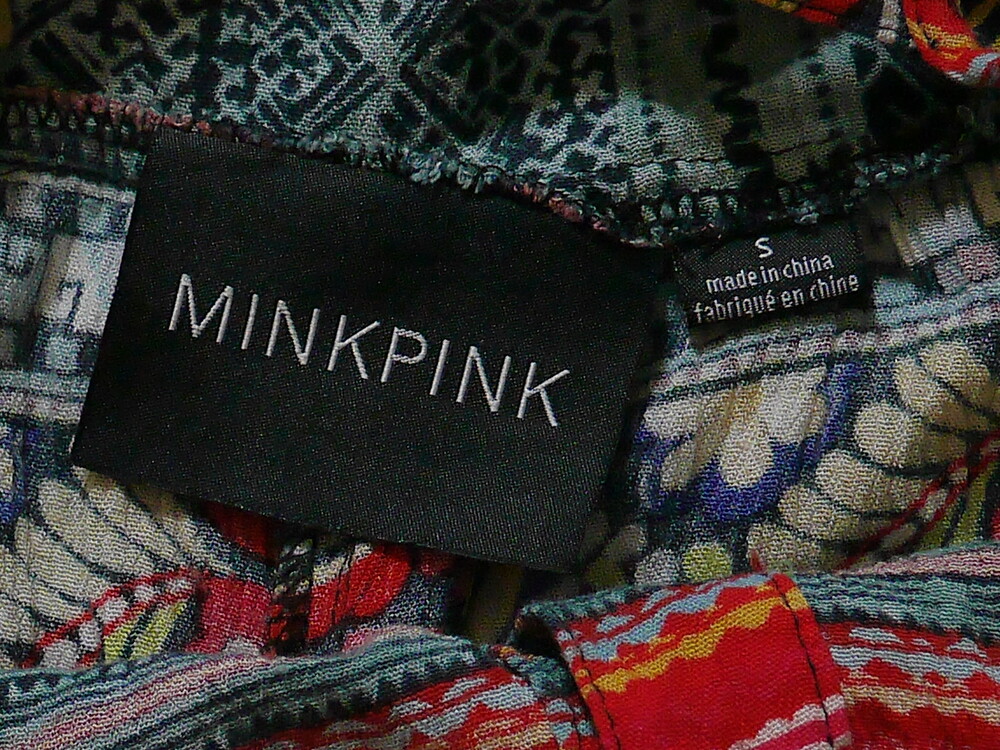 MINKPINK
S
made in china
fabriqué en chine